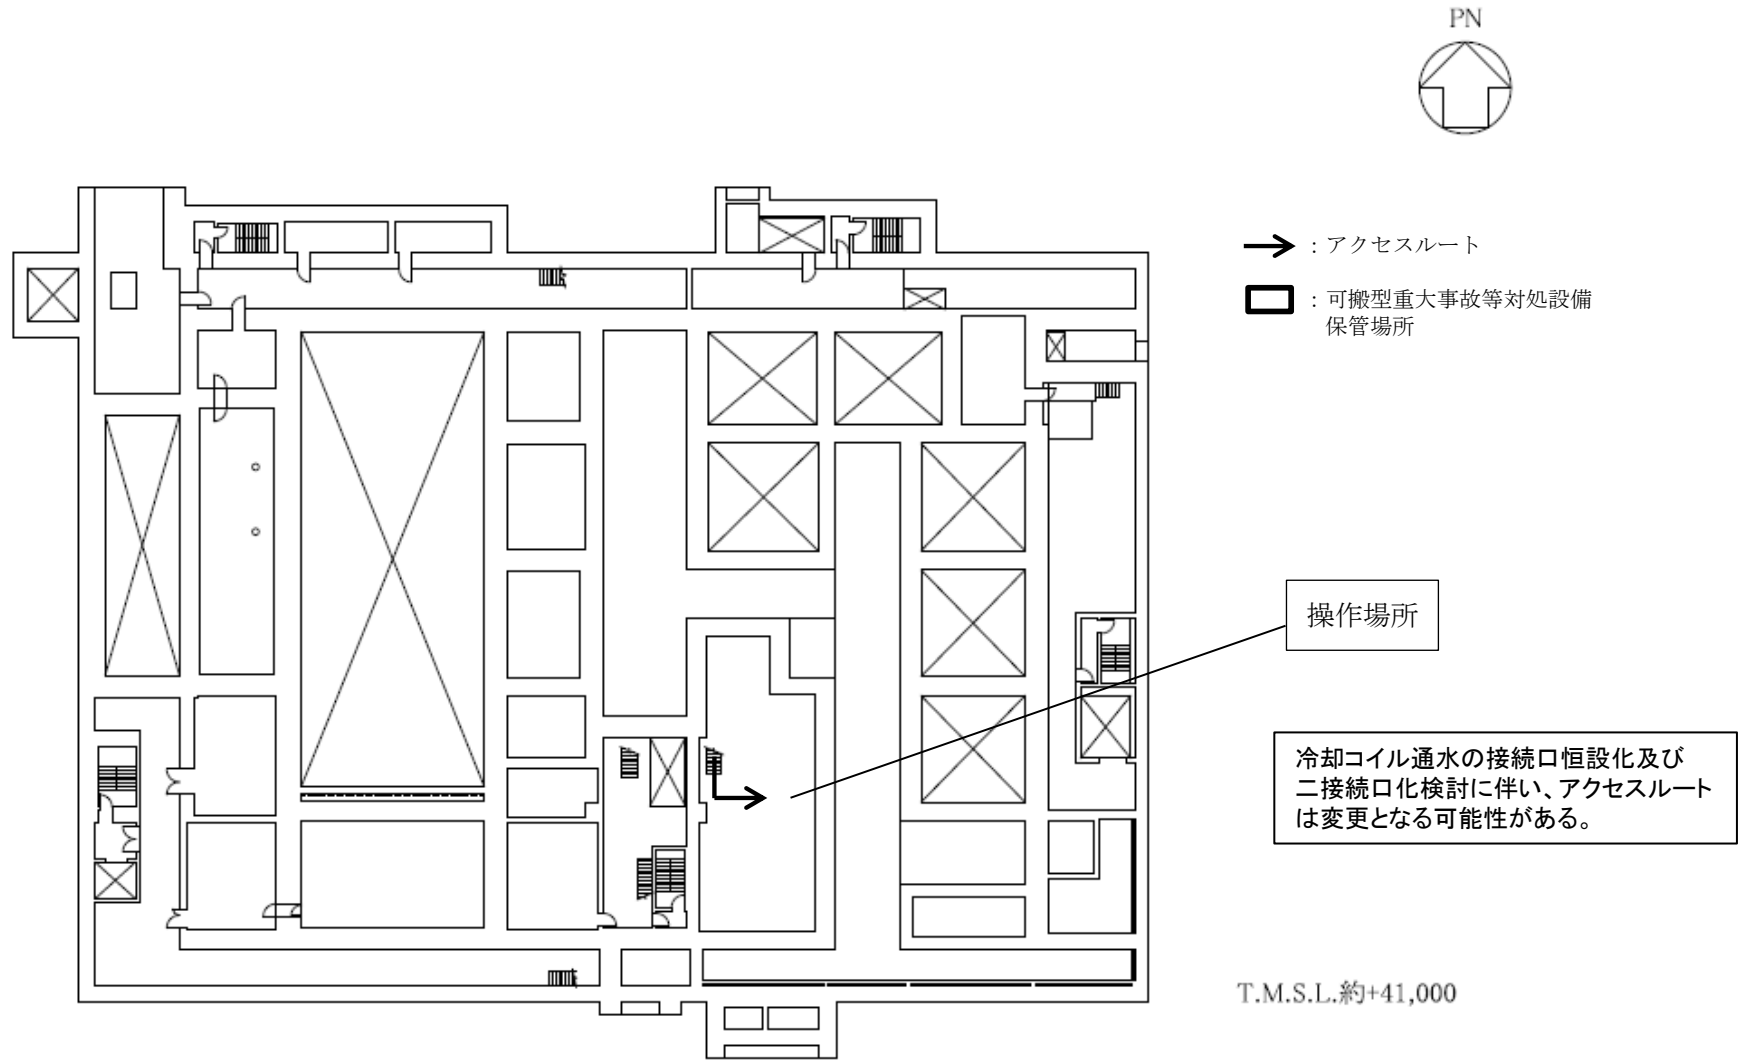 PN
：アクセスルート
：可搬型重大事故等対処設備
保管場所
操作場所
冷却コイル通水の接続口恒設化及び
二接続口化検討に伴い、アクセスルート
は変更となる可能性がある。
T.M.S.L.約+41,000